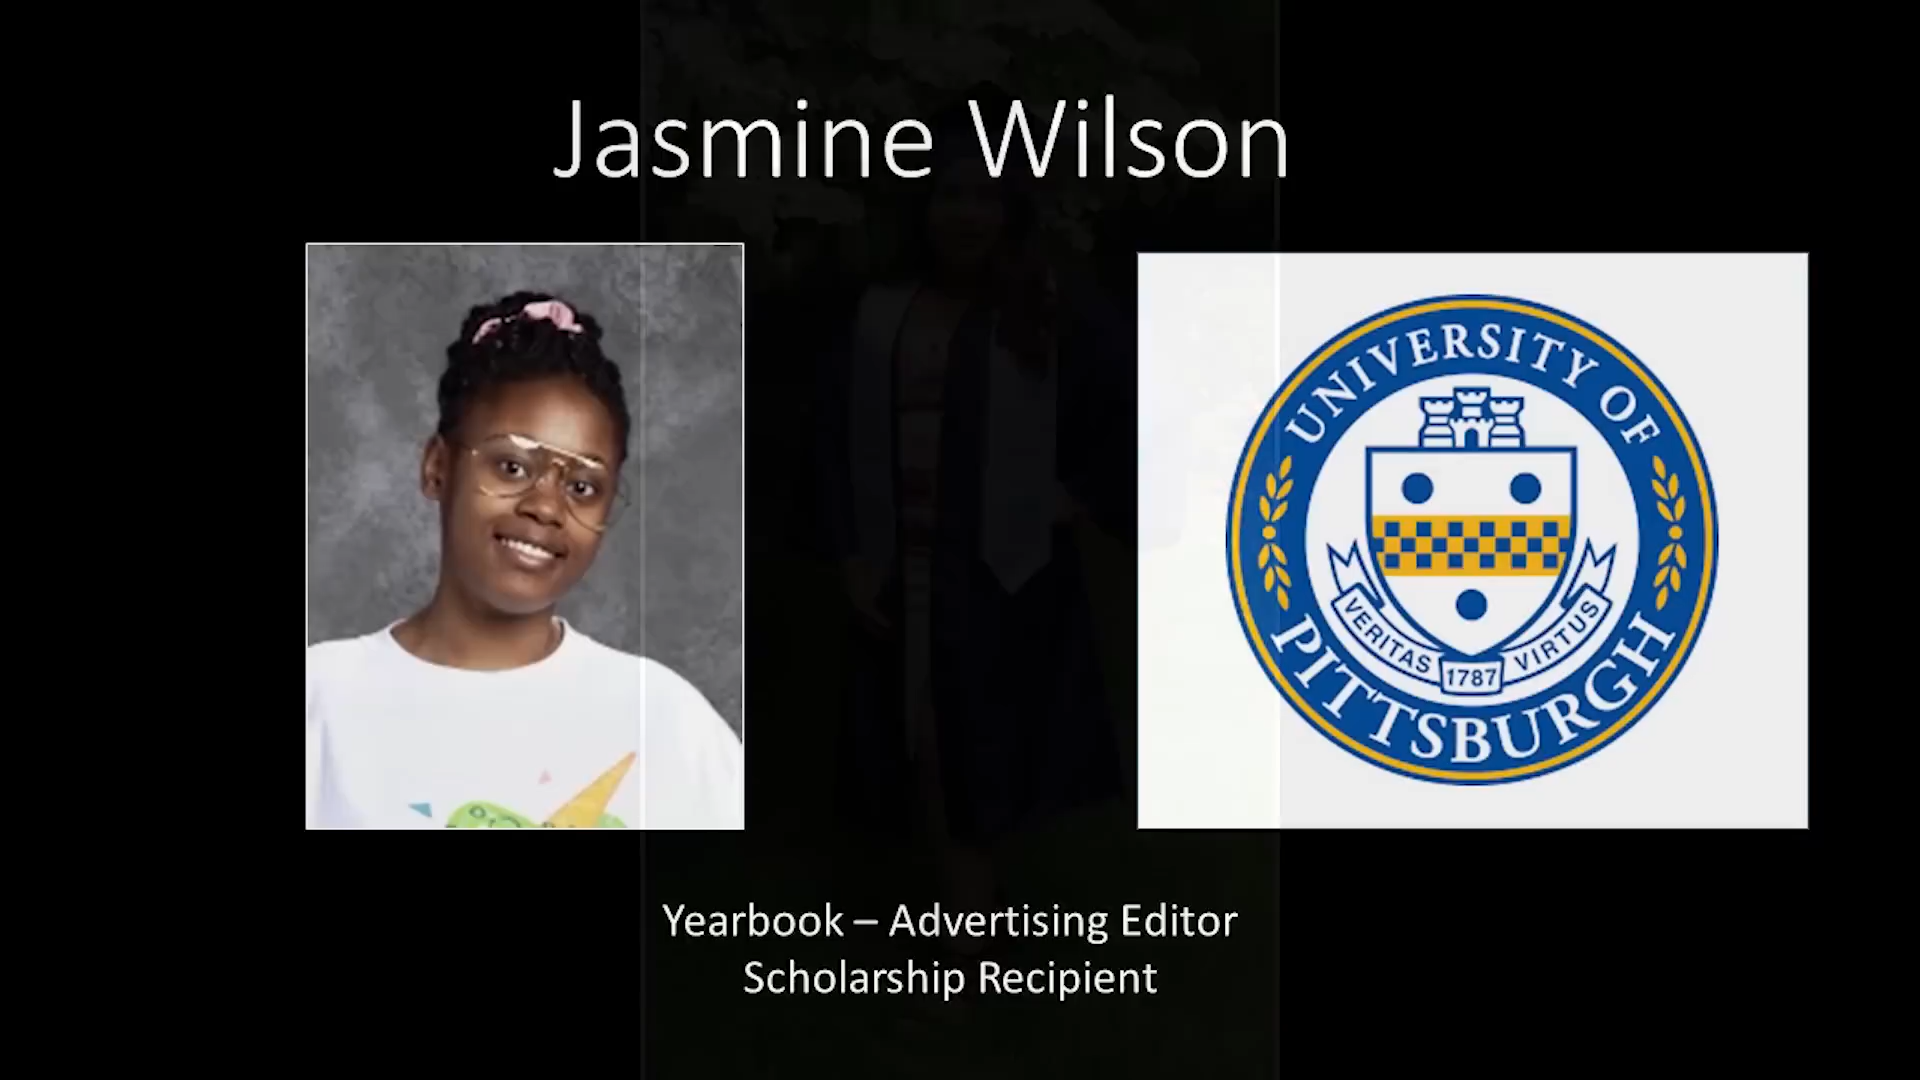 Jasmine Wilson
UNIVERSITY OF
PITTSBURGH
VERITAS
1787
VIRTUS
Yearbook – Advertising Editor
Scholarship Recipient